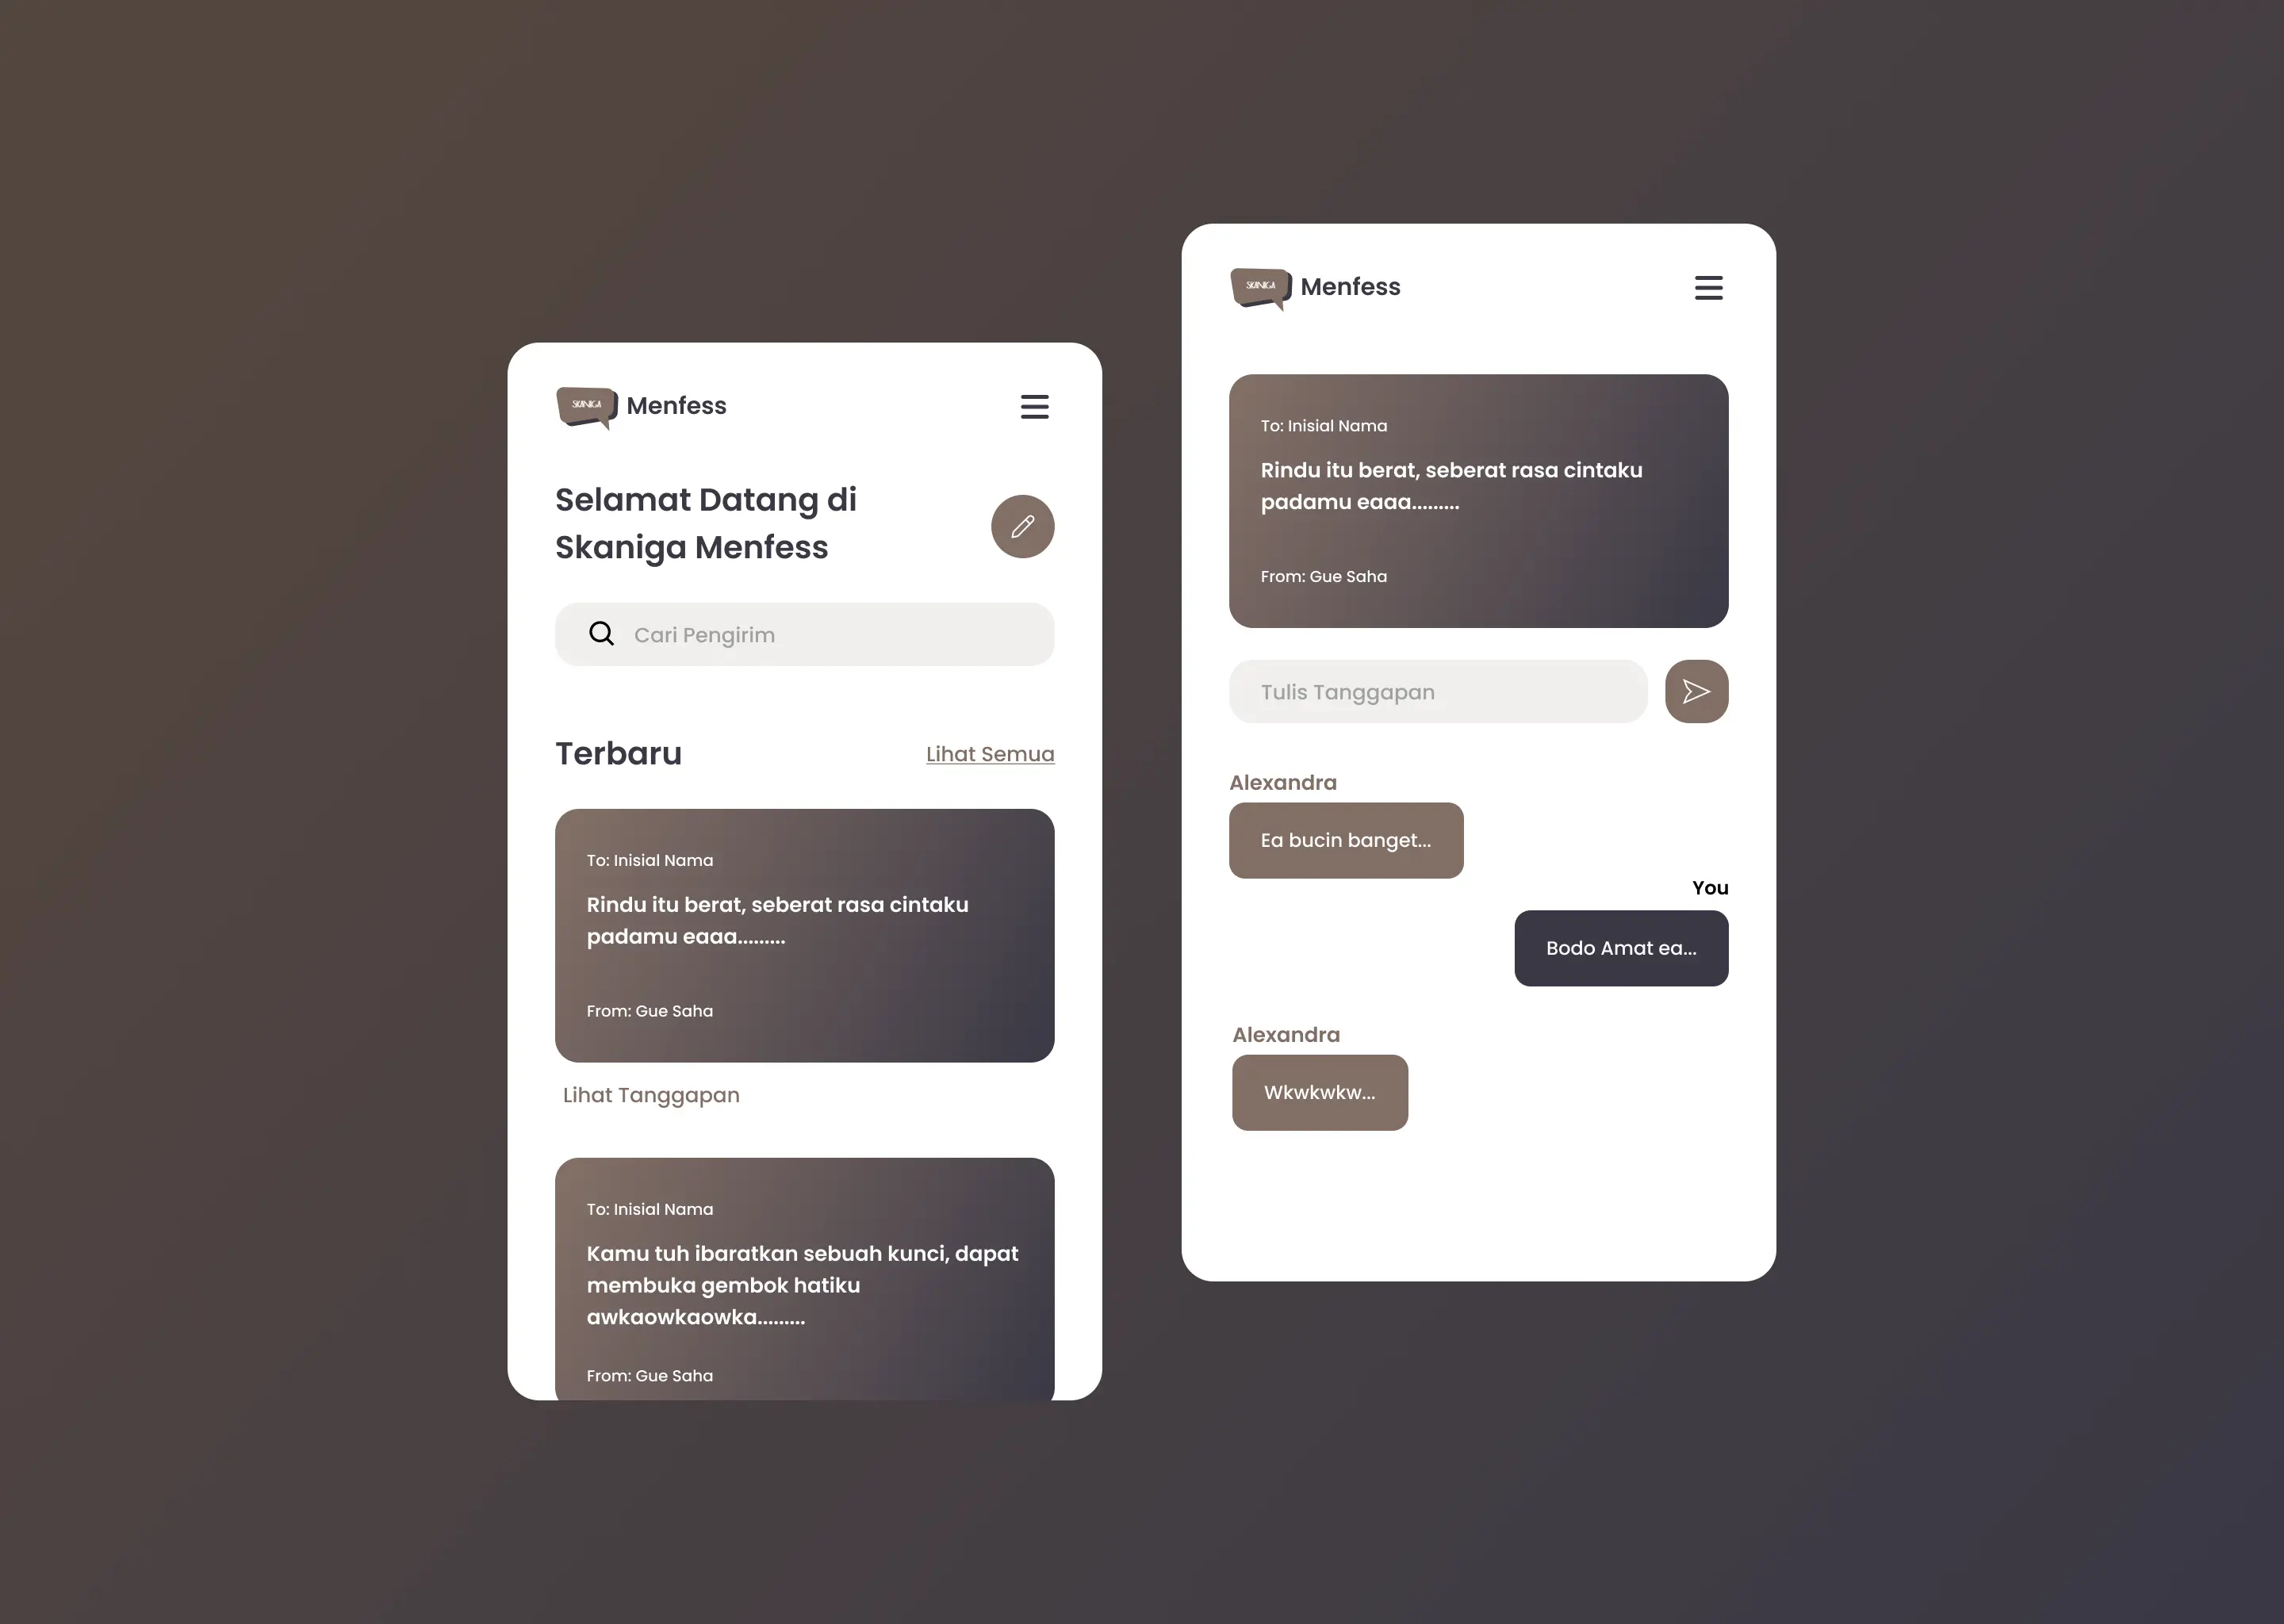 SKANIGA Menfess
Selamat Datang di
Skaniga Menfess
Cari Pengirim
Terbaru
Lihat Semua
To: Inisial Nama
Rindu itu berat, seberat rasa cintaku
padamu eaaa.........
From: Gue Saha
Lihat Tanggapan
To: Inisial Nama
Kamu tuh ibaratkan sebuah kunci, dapat
membuka gembok hatiku
awkaowkaowka.........
From: Gue Saha
SKANIGA Menfess
To: Inisial Nama
Rindu itu berat, seberat rasa cintaku
padamu eaaa.........
From: Gue Saha
Tulis Tanggapan
Alexandra
Ea bucin banget...
You
Bodo Amat ea...
Alexandra
Wkwkwkw...